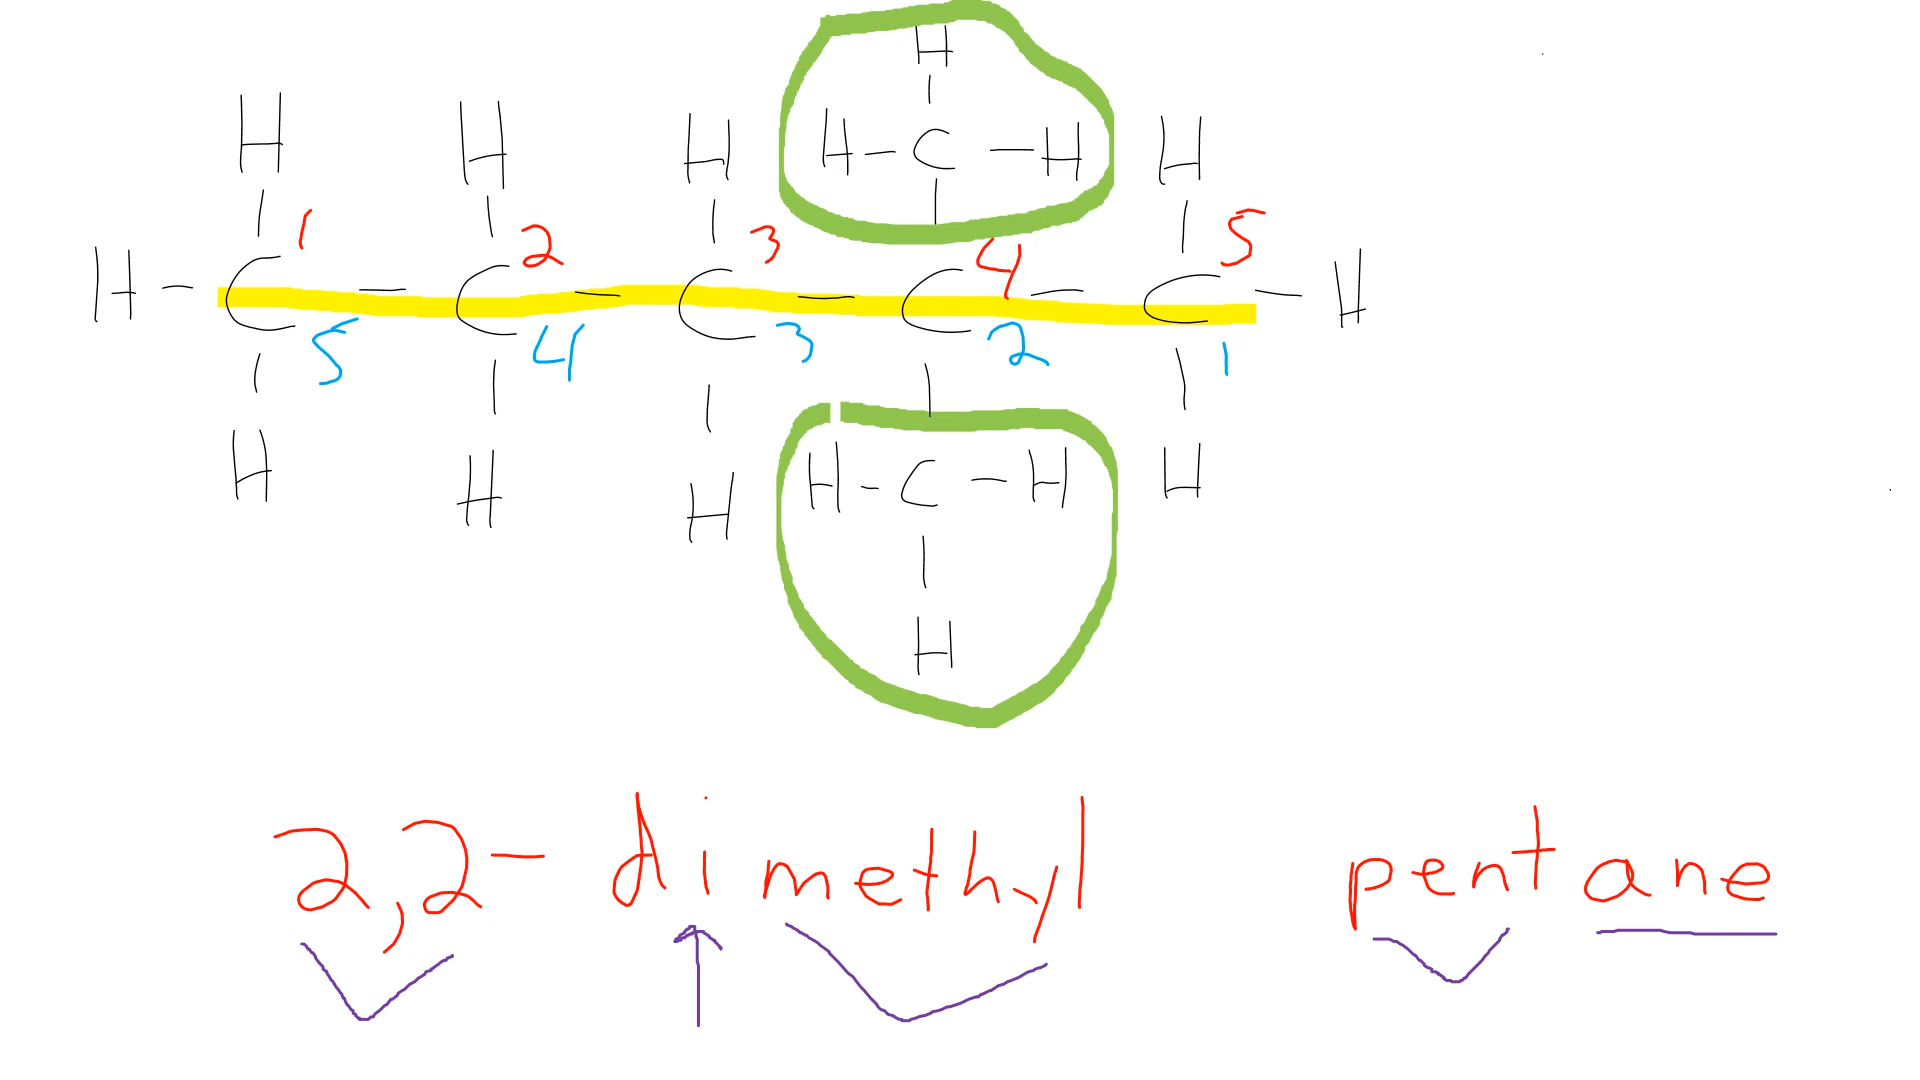 H
H H H H – C – H H
1 2 3 4 5
H – C – C – C – C – C – H
5 4 3 2 1
H H H H – C – H H
H
2,2 – dimethyl pentane